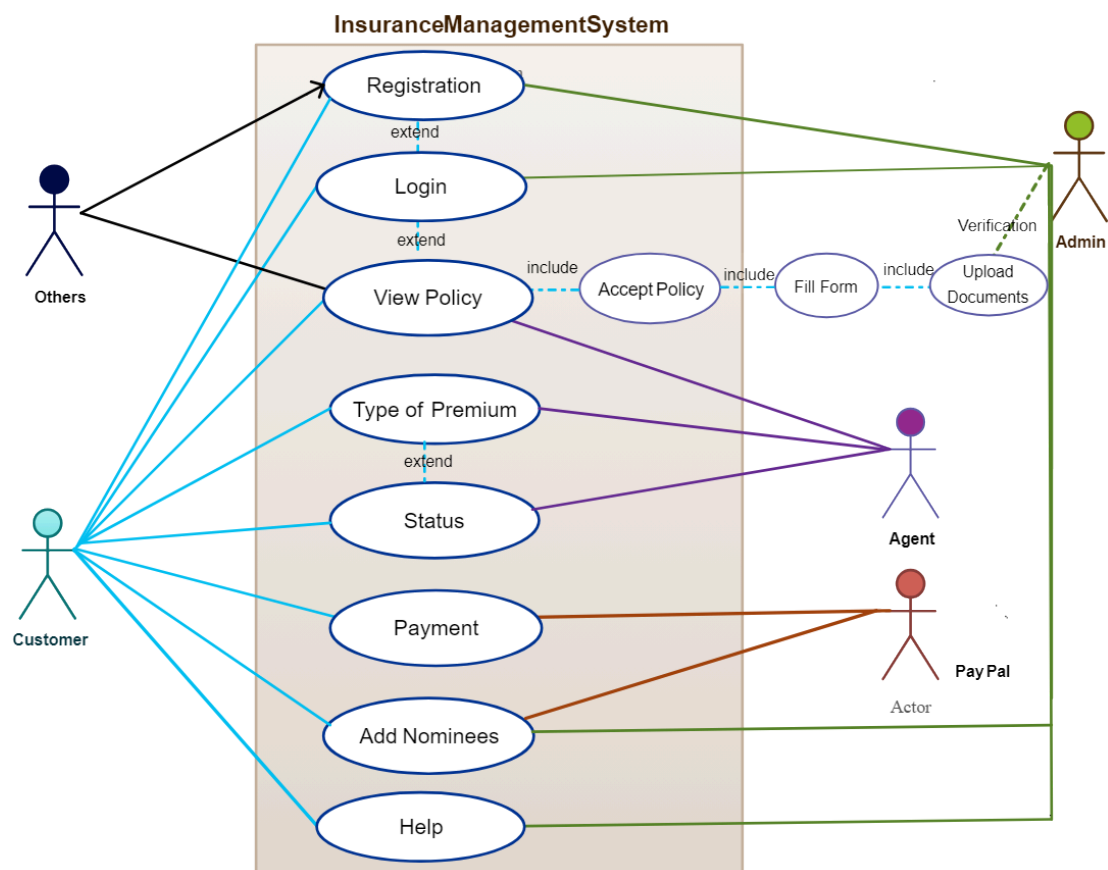 InsuranceManagementSystem
Registration
extend
Login
extend
Others
View Policy
include
Accept Policy
include
Fill Form
include
Upload
Documents
Verification
Admin
Type of Premium
extend
Status
Agent
Customer
Payment
Pay Pal
Actor
Add Nominees
Help